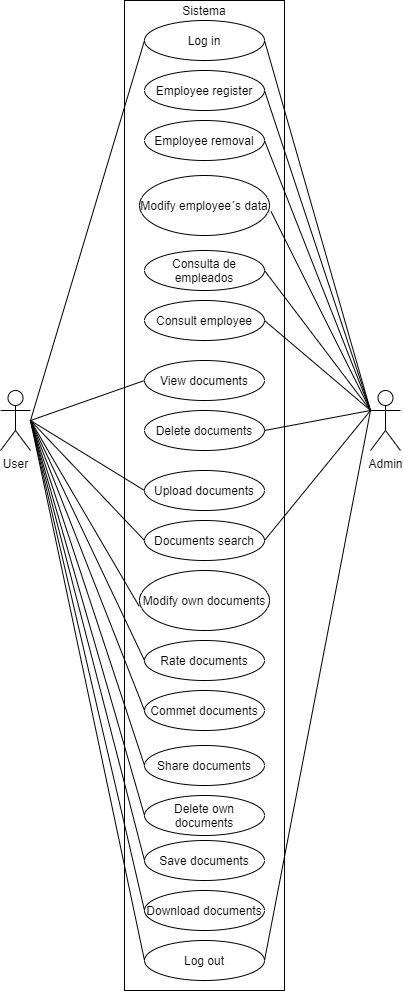 Sistema
Log in
Employee register
Employee removal
Modify employee´s data
Consulta de
empleados
Consult employee
View documents
Delete documents
User
Admin
Upload documents
Documents search
Modify own documents
Rate documents
Commet documents
Share documents
Delete own
documents
Save documents
Download documents
Log out